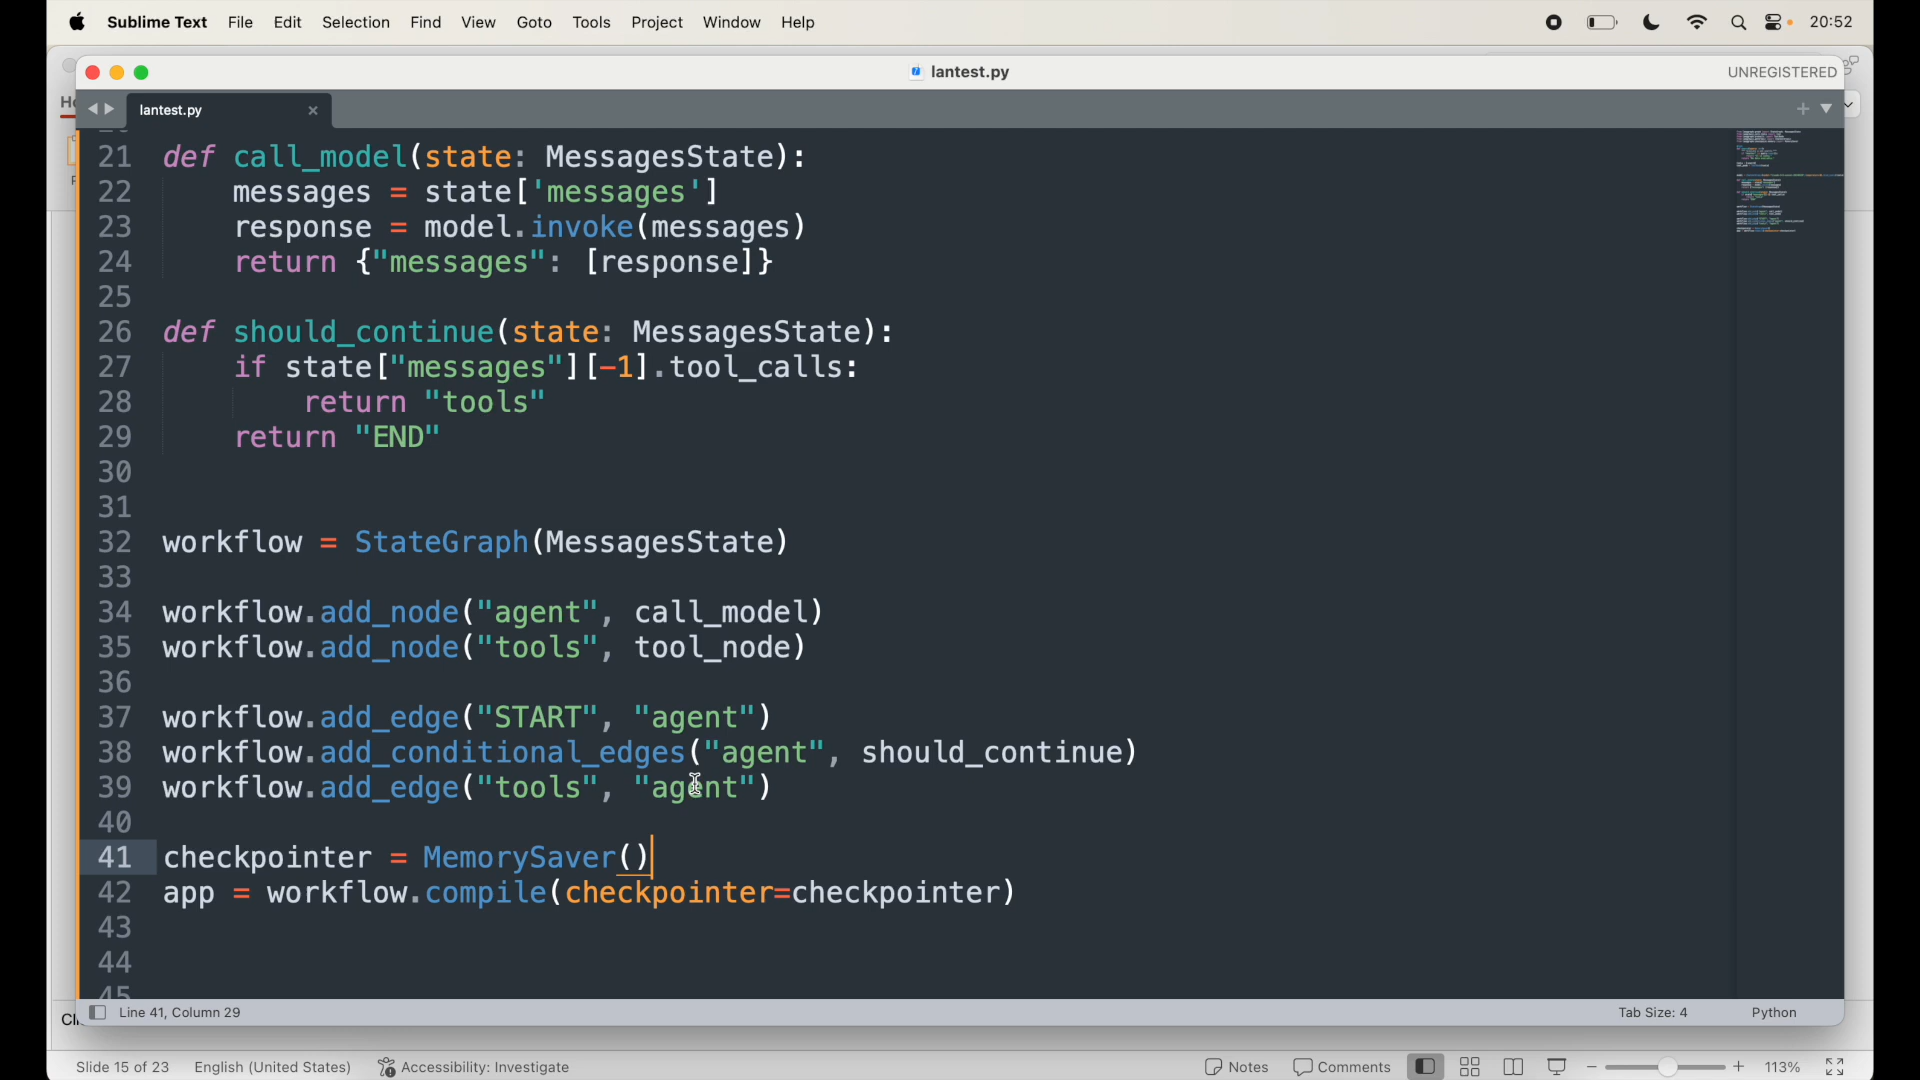 Sublime Text File Edit Selection Find View Goto Tools Project Window Help 20:52
lantest.py UNREGISTERED
lantest.py
21 def call_model(state: MessagesState):
22 messages = state['messages']
23 response = model.invoke(messages)
24 return {"messages": [response]}
25
26 def should_continue(state: MessagesState):
27 if state["messages"][-1].tool_calls:
28 return "tools"
29 return "END"
30
31
32 workflow = StateGraph(MessagesState)
33
34 workflow.add_node("agent", call_model)
35 workflow.add_node("tools", tool_node)
36
37 workflow.add_edge("START", "agent")
38 workflow.add_conditional_edges("agent", should_continue)
39 workflow.add_edge("tools", "agent")
40
41 checkpointer = MemorySaver()
42 app = workflow.compile(checkpointer=checkpointer)
43
44
45
Line 41, Column 29 Tab Size: 4 Python
Slide 15 of 23 English (United States) Accessibility: Investigate Notes Comments 113%